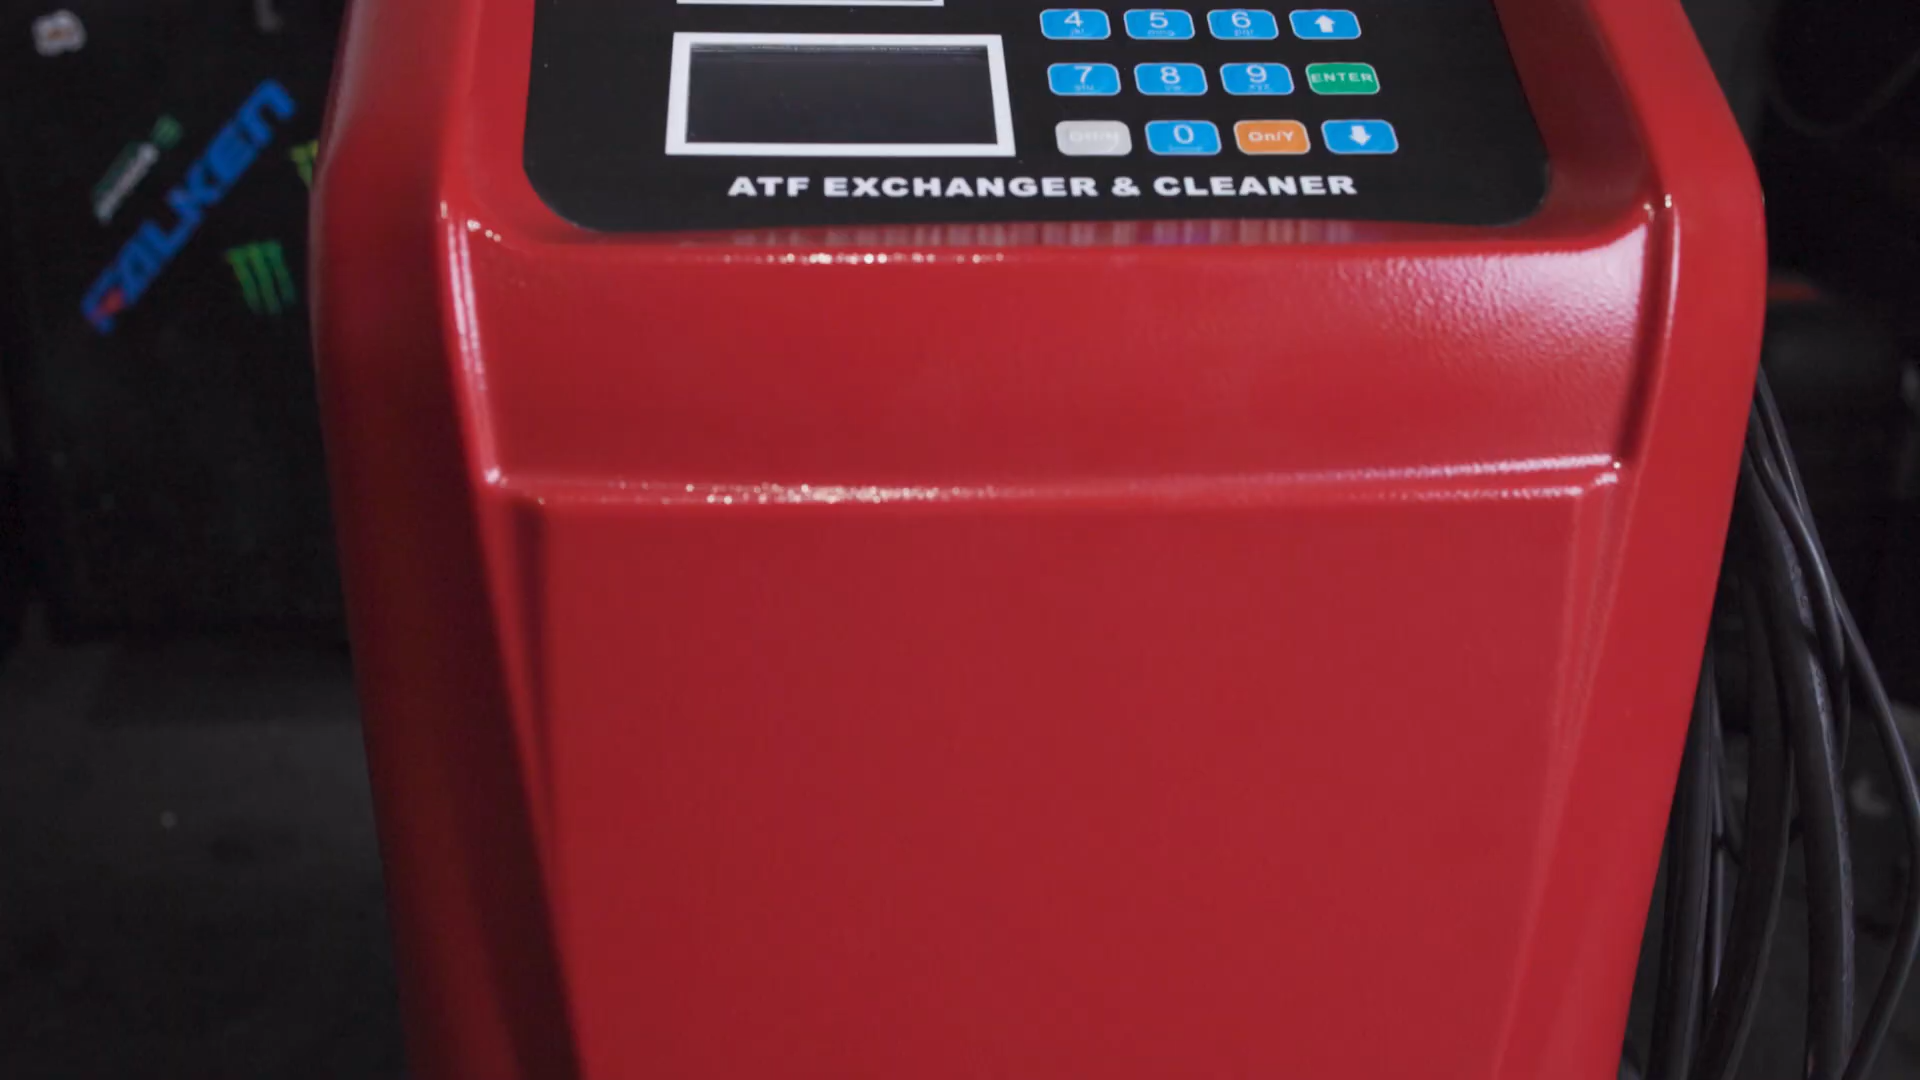 4 5 6
7 8 9 ENTER
0 On/Y
ATF EXCHANGER & CLEANER
FALKEN